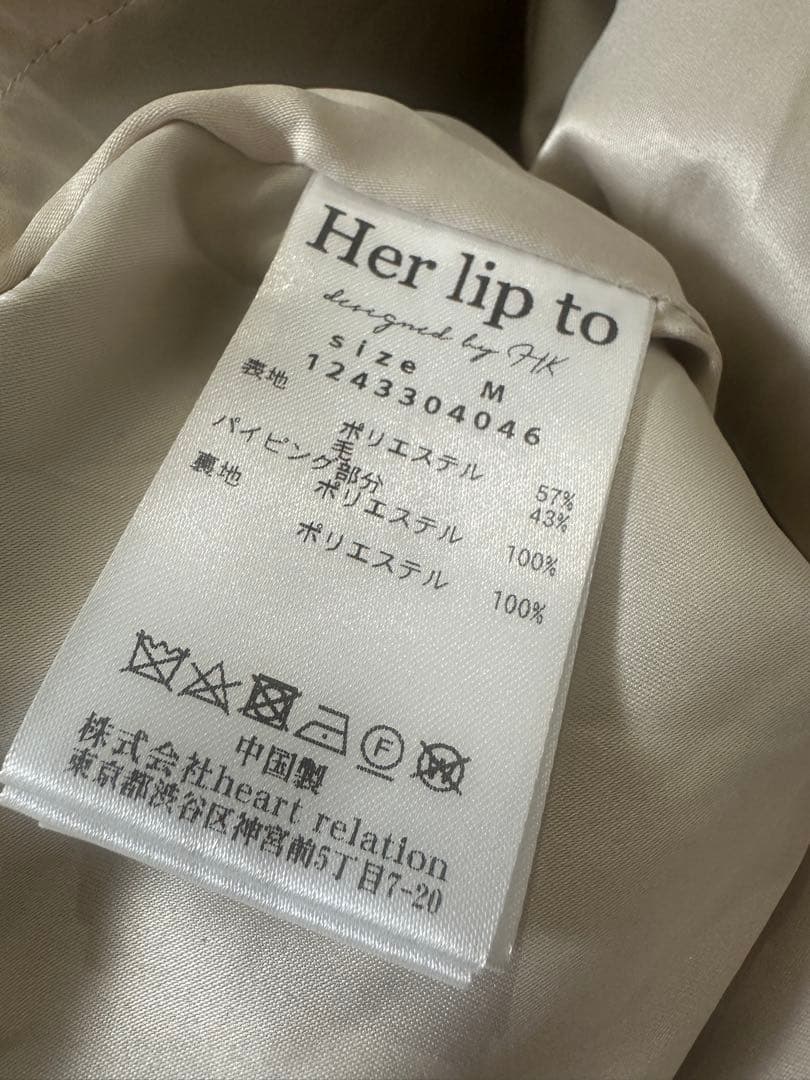 Her lip to
designed by HK
size M
1243304046
表地
ポリエステル 57%
毛 43%
パイピング部分
ポリエステル 100%
裏地
ポリエステル 100%
F
W
中国製
株式会社heart relation
東京都渋谷区神宮前5丁目7-20